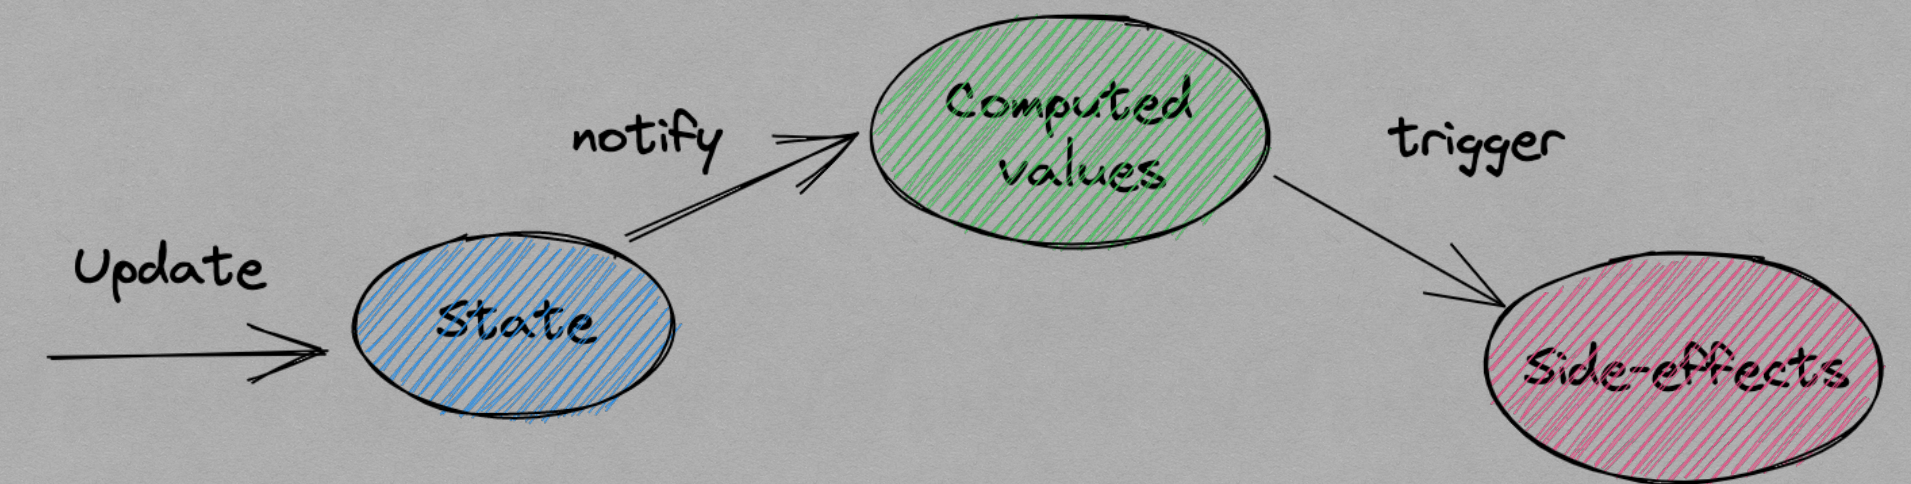 Update
State
notify
Computed
values
trigger
Side-effects